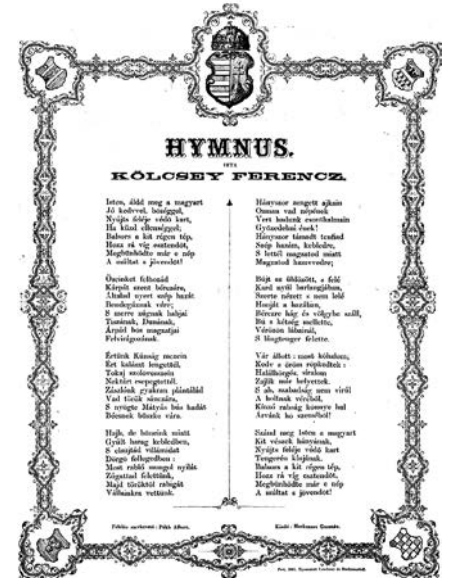 HYMNUS.
IRTA
KÖLCSEY FERENCZ.
Isten, áldd meg a magyart
Jó kedvvel, bőséggel,
Nyújts feléje védő kart
Ha küzd ellenséggel;
Balsors a kit régen tép,
Hozz rá víg esztendőt,
Megbűnhődte már e nép
A múltat s jövendőt!
Őseinket felhozád
Kárpát szent bérczére,
Általad nyert szép hazát
Bendegúznak vére;
S merre zúgnak habjai
Tiszának, Dunának,
Árpád hős magzatjai
Felvirágozának.
Értünk Kúnság mezein
Ért kalászt lengettél,
Tokaj szőlővesszein
Nektárt csepegtettél.
Zászlónk gyakran plántálád
Vad török sánczára,
S nyögte Mátyás bús hadát
Bécsnek büszke vára.
Hajh, de bűneink miatt
Gyúlt harag kebledben,
S elsujtád villámidat
Dörgő fellegedben:
Most rabló mongol nyilát
Zúgattad felettünk,
Majd töröktől rabigát
Vállainkra vettünk.
Hányszor zengett ajkain
Ozman vad népének
Vert hadunk csonthalmain
Győzedelmi ének!
Hányszor támadt tenfiad
Szép hazám, kebledre,
S lettél magzatod miatt
Magzatod hamvvedre;
Bújt az üldözött, s felé
Kard nyúl barlangjában,
Szerte nézett s nem lelé
Honját a hazában,
Bérczre hág és völgybe száll,
Bú s kétség mellette,
Vérözön lábainál,
S lángtenger felette.
Vár állott: most kőhalom,
Kedv s öröm röpkedtek:
Halálhörgés, siralom
Zajlik már helyettek.
S ah, szabadság nem virúl
A holtnak véréből,
Kínzó rabság könnye hull
Árvánk hő szeméből!
Szánd meg Isten a magyart
Kit vészek hányának,
Nyújts feléje védő kart
Tengerén kínjának.
Balsors a kit régen tép,
Hozz rá víg esztendőt,
Megbűnhődte már e nép
A múltat s jövendőt!